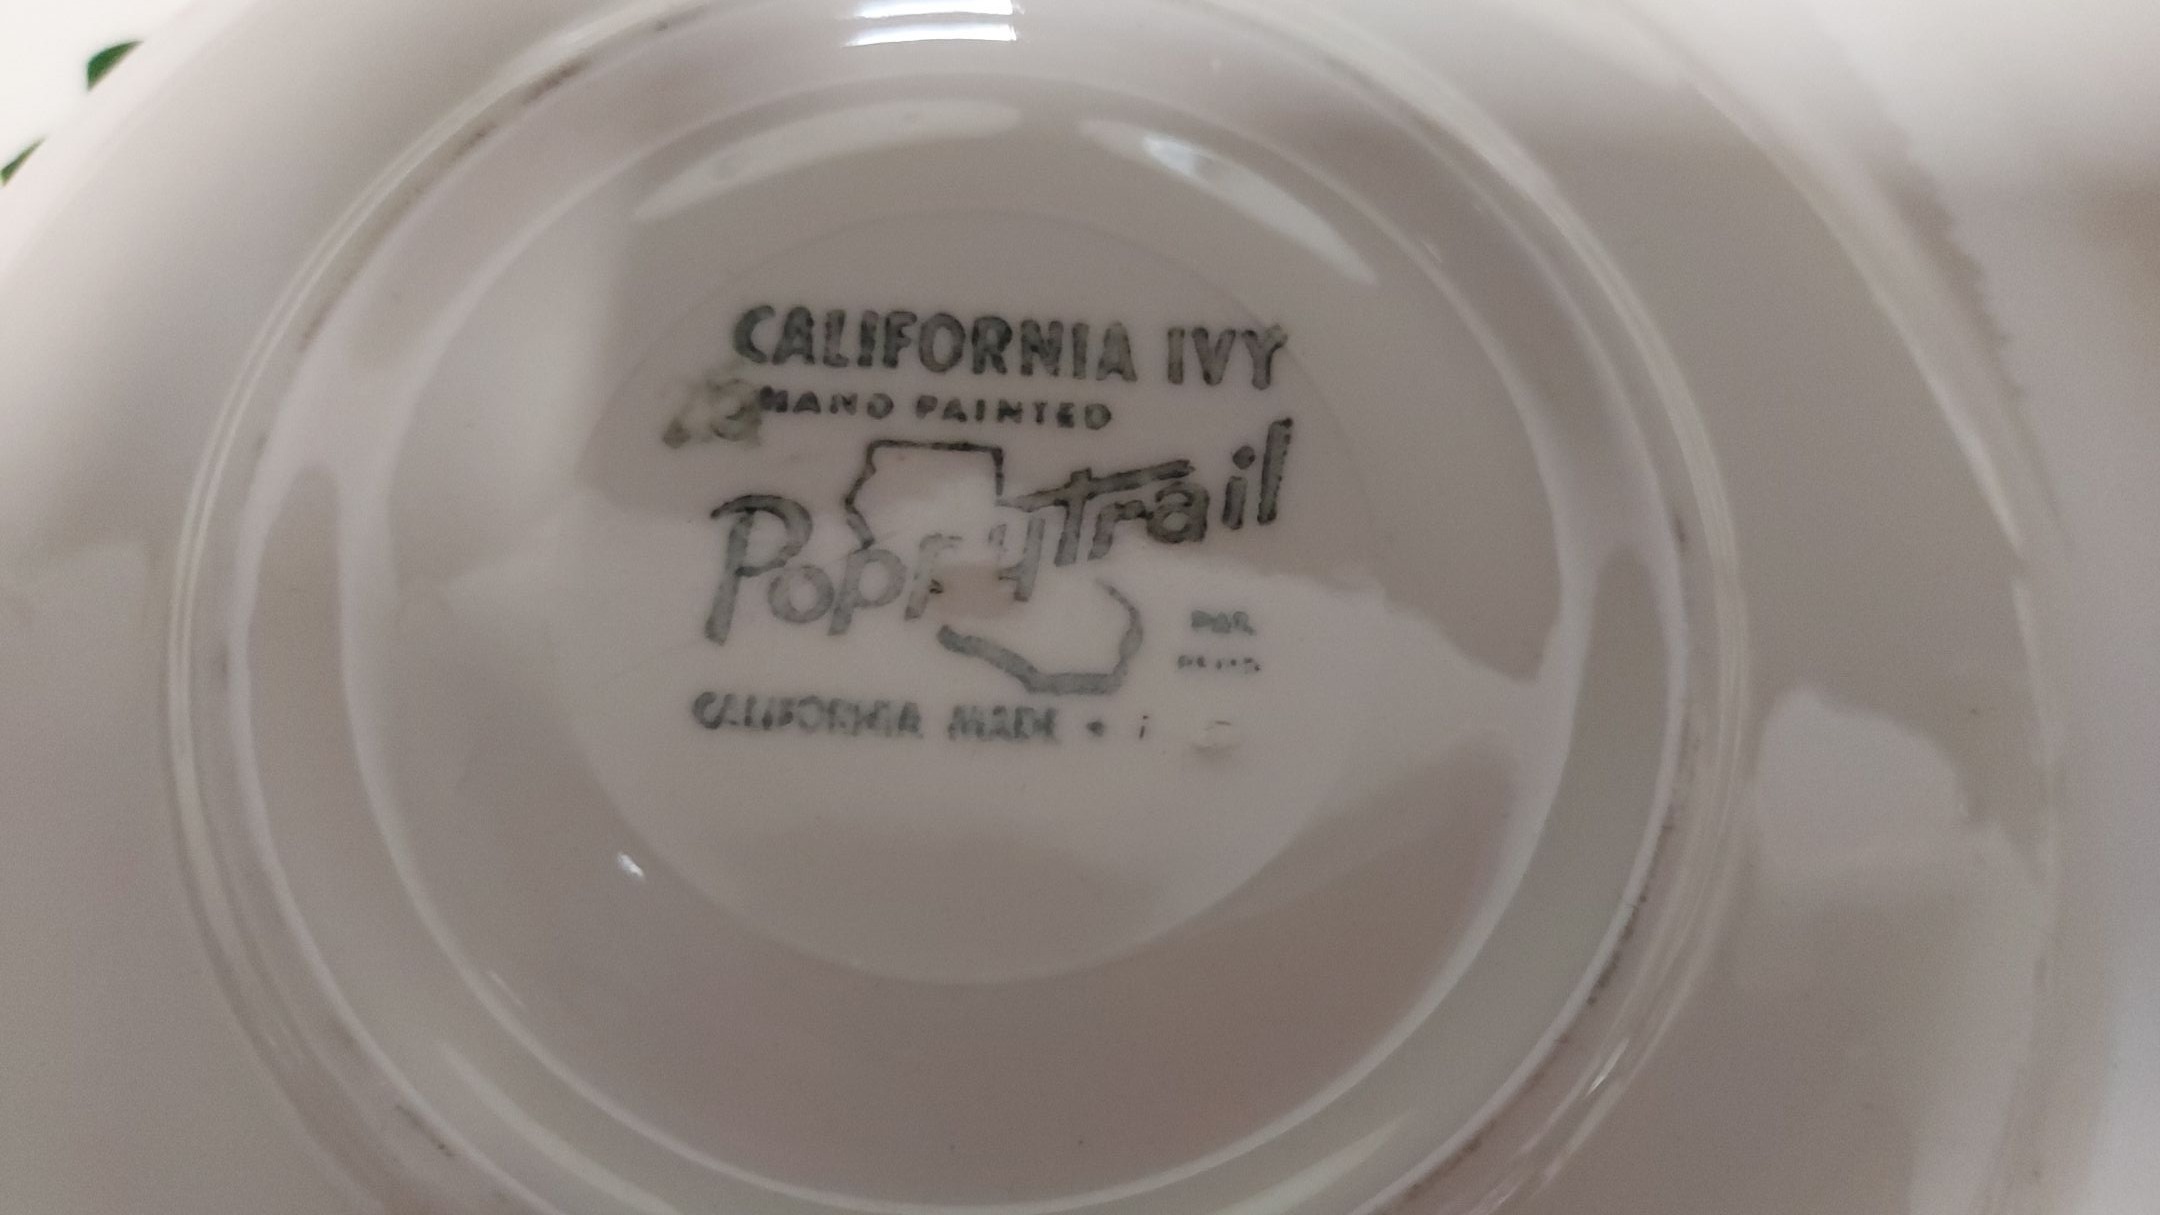 CALIFORNIA IVY
HAND PAINTED
Poppytrail
CALIFORNIA MADE